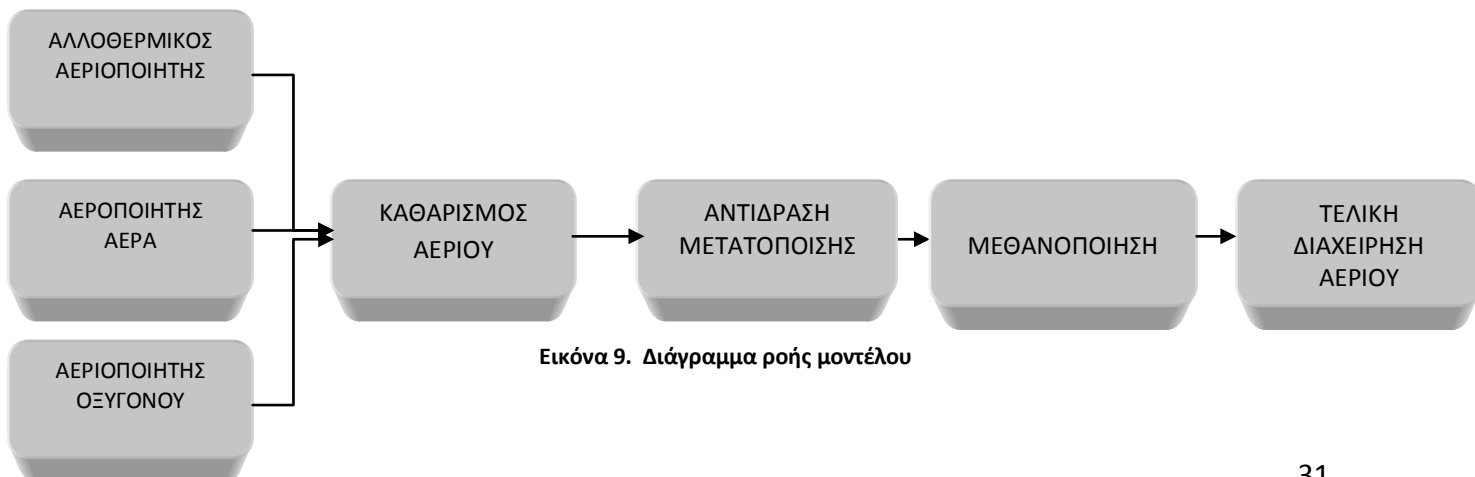 ΑΛΛΟΘΕΡΜΙΚΟΣ
ΑΕΡΙΟΠΟΙΗΤΗΣ
ΑΕΡΟΠΟΙΗΤΗΣ
ΑΕΡΑ
ΑΕΡΙΟΠΟΙΗΤΗΣ
ΟΞΥΓΟΝΟΥ
ΚΑΘΑΡΙΣΜΟΣ
ΑΕΡΙΟΥ
ΑΝΤΙΔΡΑΣΗ
ΜΕΤΑΤΟΠΟΙΣΗΣ
ΜΕΘΑΝΟΠΟΙΗΣΗ
ΤΕΛΙΚΗ
ΔΙΑΧΕΙΡΗΣΗ
ΑΕΡΙΟΥ
Εικόνα 9. Διάγραμμα ροής μοντέλου
31